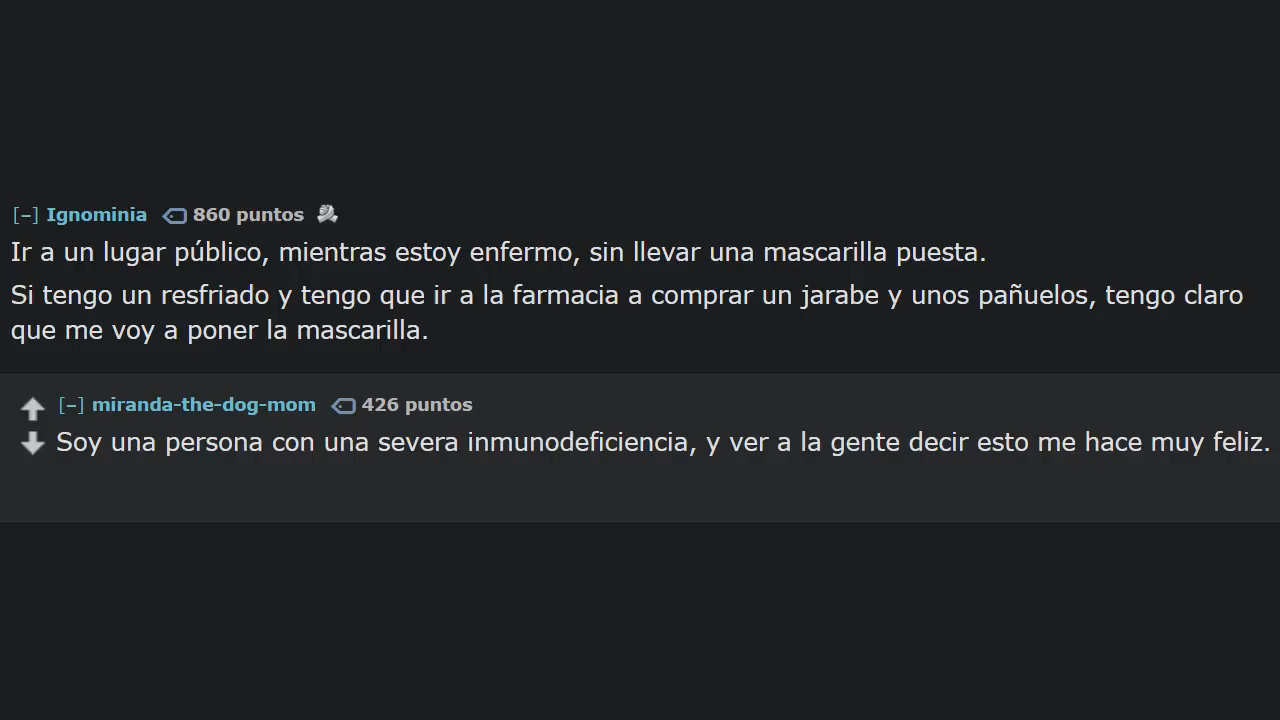 [–] Ignominia 860 puntos
Ir a un lugar público, mientras estoy enfermo, sin llevar una mascarilla puesta.
Si tengo un resfriado y tengo que ir a la farmacia a comprar un jarabe y unos pañuelos, tengo claro
que me voy a poner la mascarilla.
[–] miranda-the-dog-mom 426 puntos
Soy una persona con una severa inmunodeficiencia, y ver a la gente decir esto me hace muy feliz.